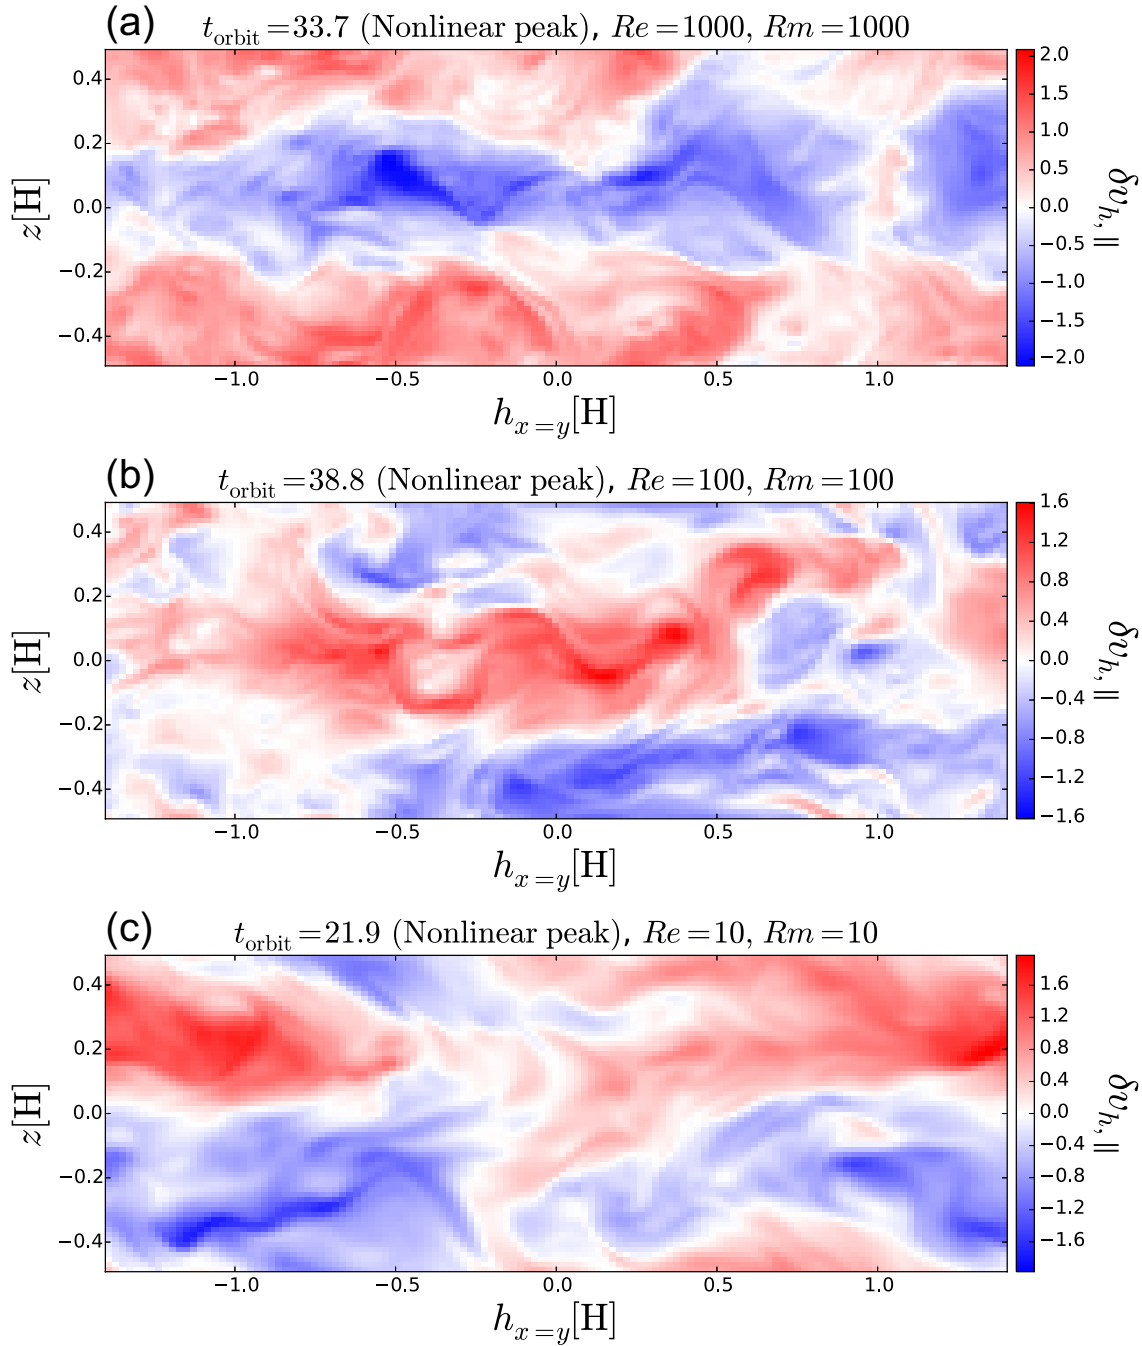 (a)
t_orbit=33.7 (Nonlinear peak), Re=1000, Rm=1000
0.4
0.2
0.0
−0.2
−0.4
z[H]
−1.0 −0.5 0.0 0.5 1.0
h_{x=y}[H]
2.0
1.5
1.0
0.5
0.0
−0.5
−1.0
−1.5
−2.0
δv_{h,∥}
(b)
t_orbit=38.8 (Nonlinear peak), Re=100, Rm=100
0.4
0.2
0.0
−0.2
−0.4
z[H]
−1.0 −0.5 0.0 0.5 1.0
h_{x=y}[H]
1.6
1.2
0.8
0.4
0.0
−0.4
−0.8
−1.2
−1.6
δv_{h,∥}
(c)
t_orbit=21.9 (Nonlinear peak), Re=10, Rm=10
0.4
0.2
0.0
−0.2
−0.4
z[H]
−1.0 −0.5 0.0 0.5 1.0
h_{x=y}[H]
1.6
1.2
0.8
0.4
0.0
−0.4
−0.8
−1.2
−1.6
δv_{h,∥}